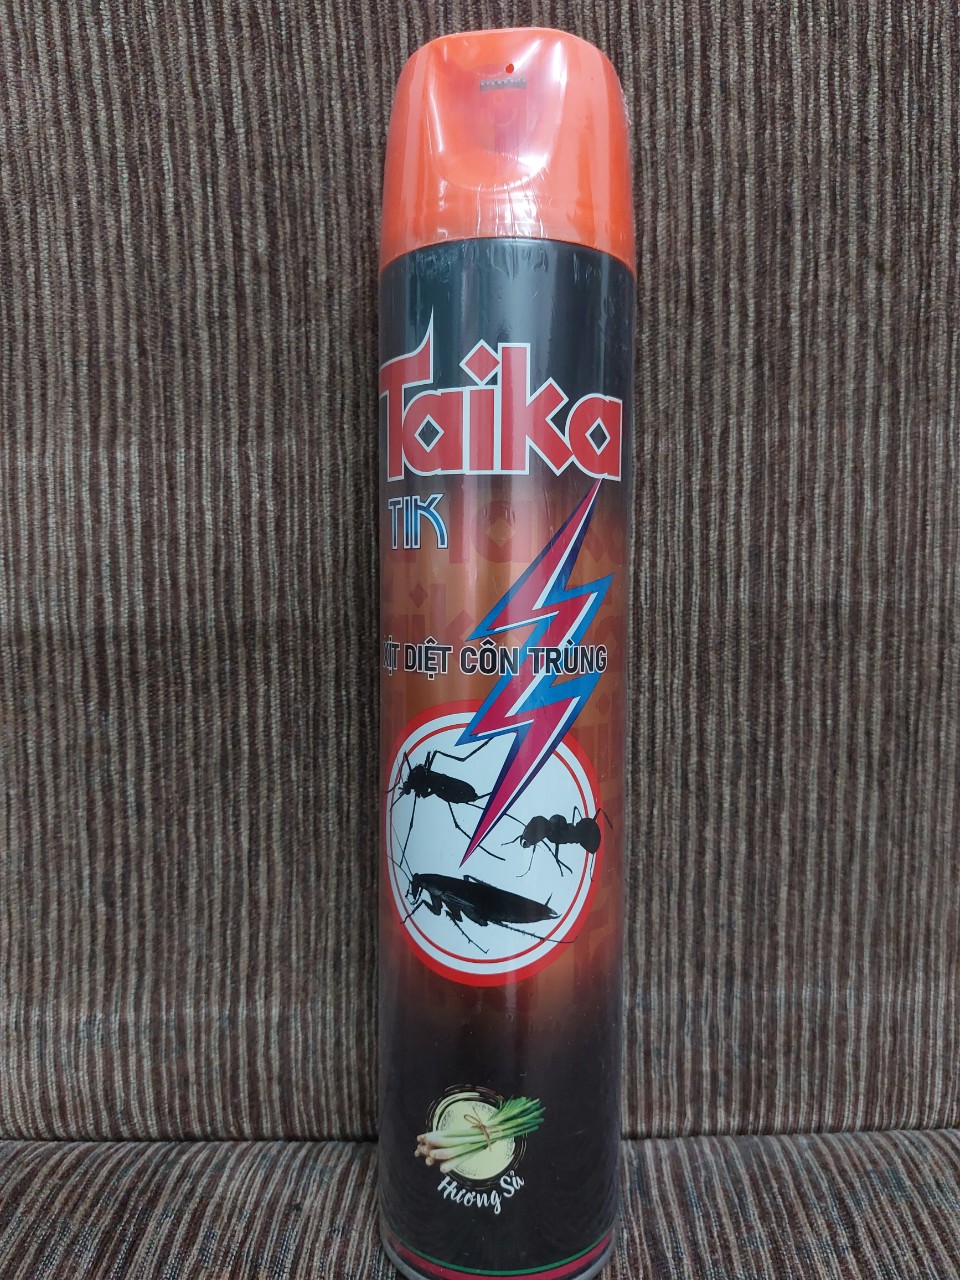 Taika
TIK
XỊT DIỆT CÔN TRÙNG
Hương Sả